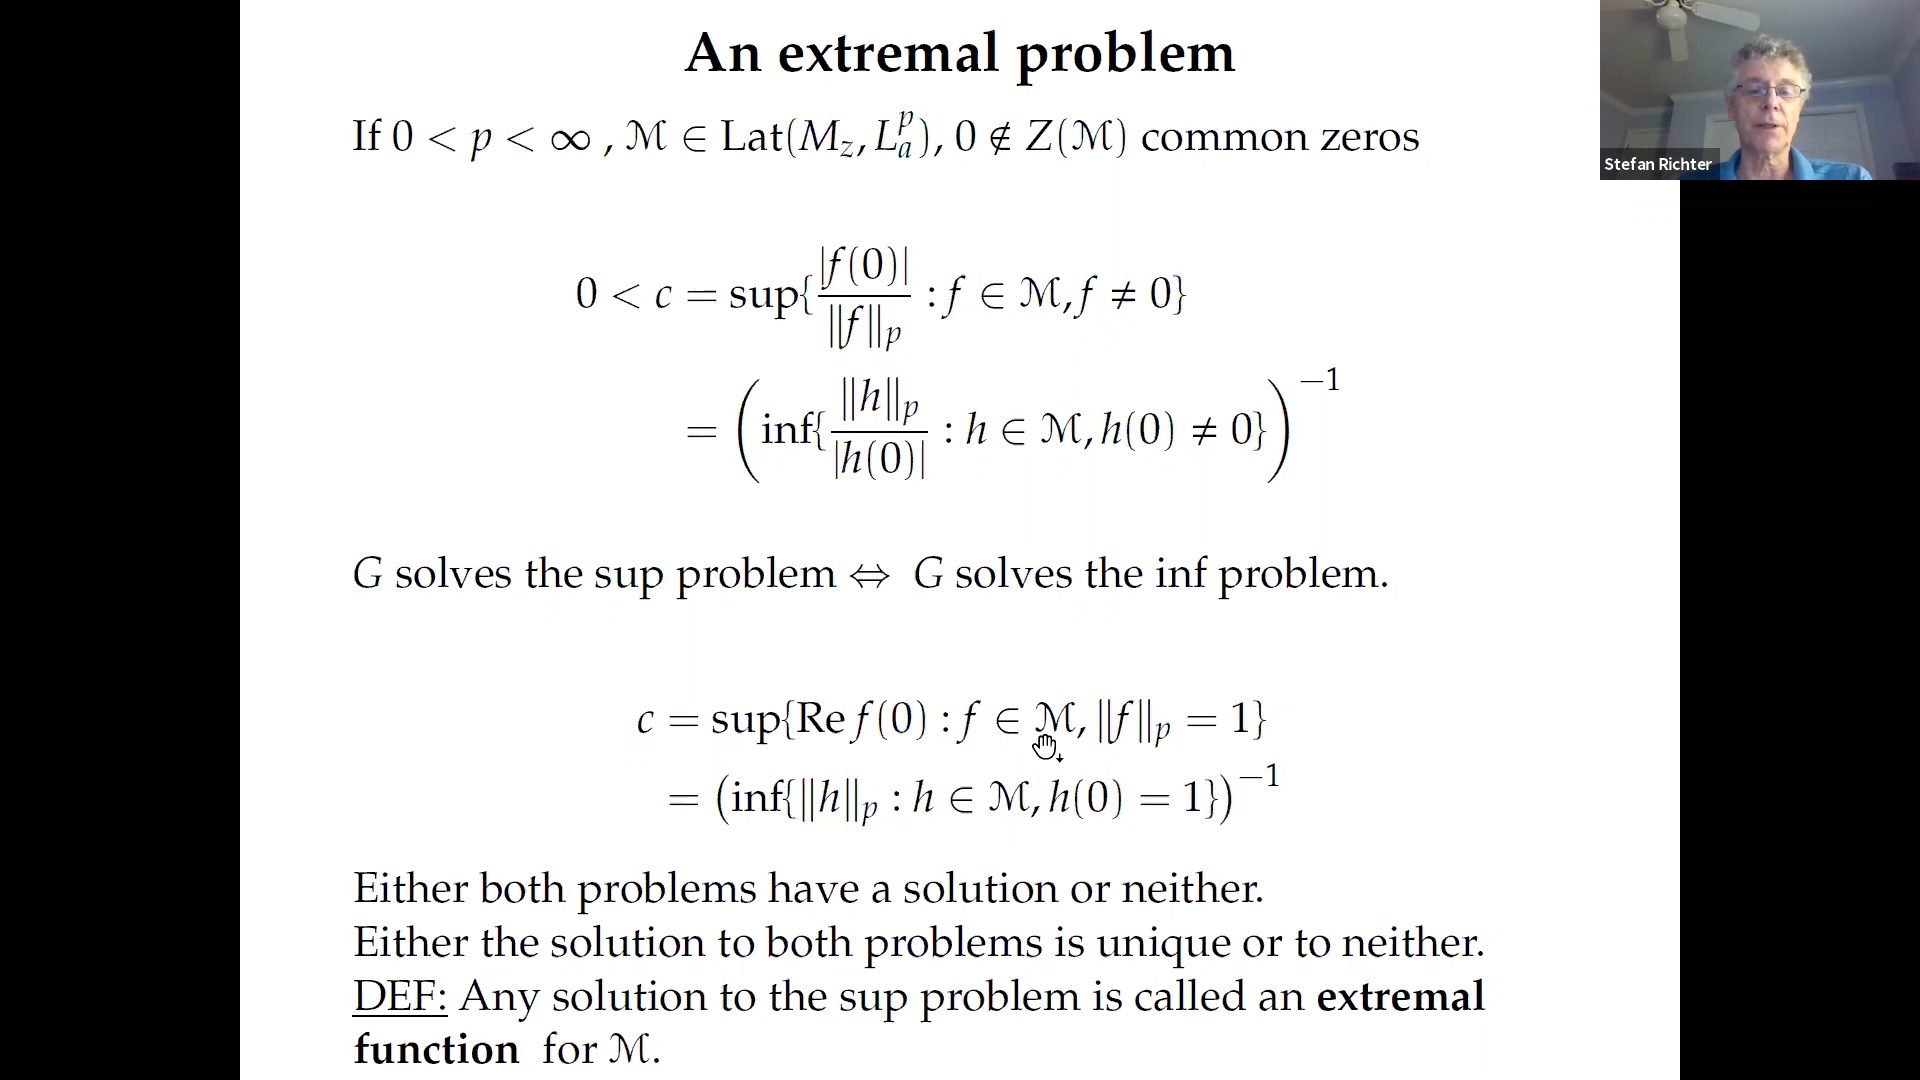 An extremal problem
If 0 < p < ∞ , ℳ ∈ Lat(M_z, L_a^p), 0 ∉ Z(ℳ) common zeros
0 < c = sup{|f(0)|/‖f‖_p : f ∈ ℳ, f ≠ 0}
= (inf{‖h‖_p/|h(0)| : h ∈ ℳ, h(0) ≠ 0})^{−1}
G solves the sup problem ⇔ G solves the inf problem.
c = sup{Re f(0) : f ∈ ℳ, ‖f‖_p = 1}
= (inf{‖h‖_p : h ∈ ℳ, h(0) = 1})^{−1}
Either both problems have a solution or neither.
Either the solution to both problems is unique or to neither.
DEF: Any solution to the sup problem is called an extremal
function for ℳ.
Stefan Richter